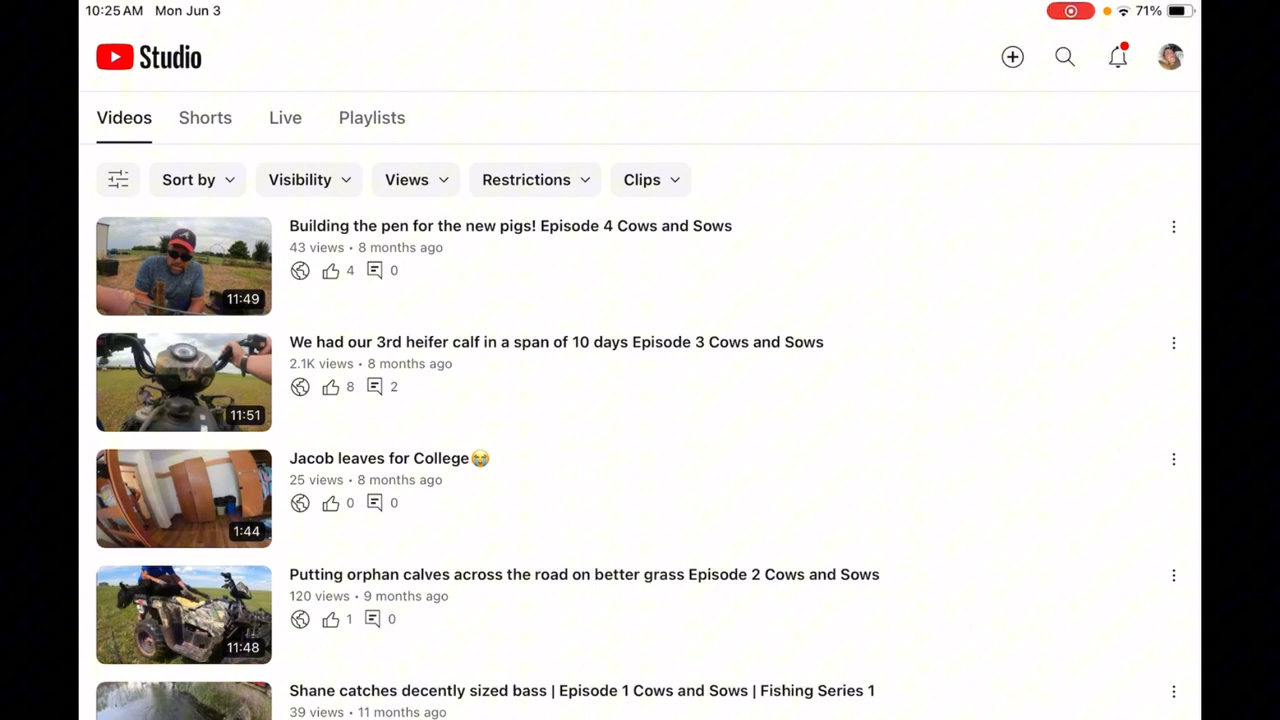 10:25 AM Mon Jun 3
71%
Studio
Videos Shorts Live Playlists
Sort by Visibility Views Restrictions Clips
Building the pen for the new pigs! Episode 4 Cows and Sows
43 views • 8 months ago
4 0
11:49
We had our 3rd heifer calf in a span of 10 days Episode 3 Cows and Sows
2.1K views • 8 months ago
8 2
11:51
Jacob leaves for College😭
25 views • 8 months ago
0 0
1:44
Putting orphan calves across the road on better grass Episode 2 Cows and Sows
120 views • 9 months ago
1 0
11:48
Shane catches decently sized bass | Episode 1 Cows and Sows | Fishing Series 1
39 views • 11 months ago